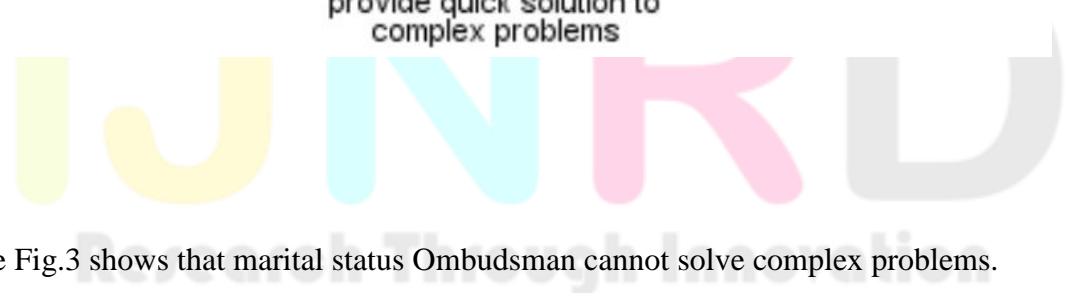 provide quick solution to
complex problems
IJNRD
Research Through Innovation
e Fig.3 shows that marital status Ombudsman cannot solve complex problems.